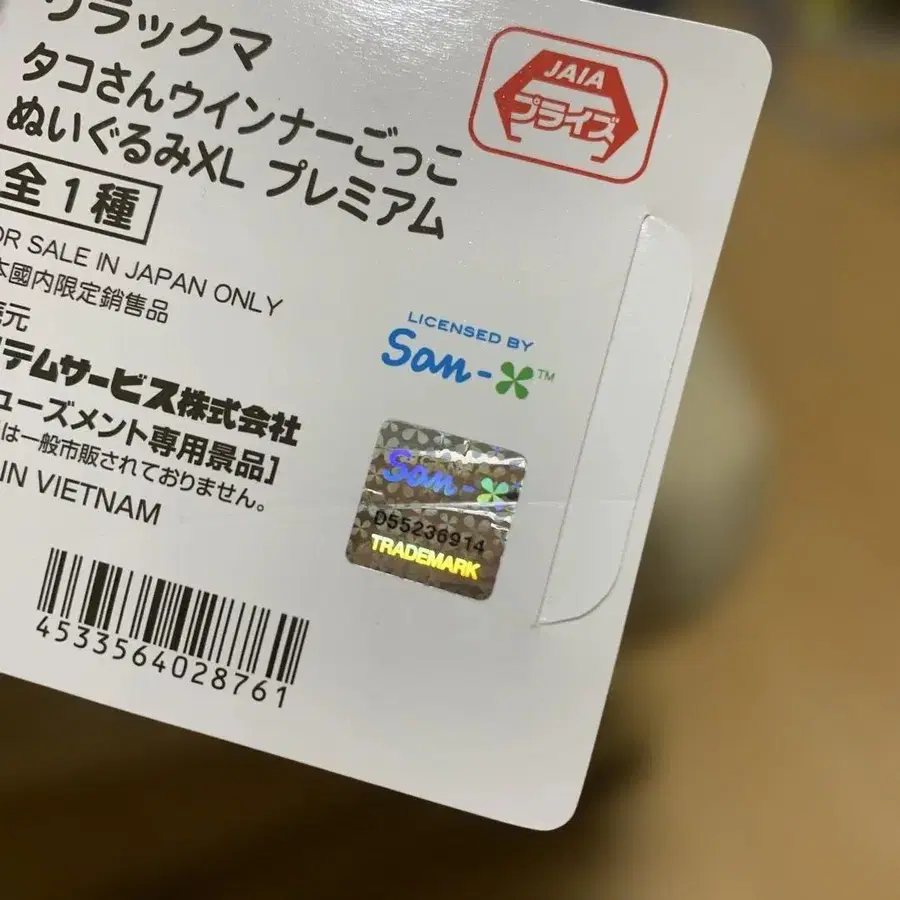 リラックマ
タコさんウインナーごっこ
ぬいぐるみXL プレミアム
全1種
OR SALE IN JAPAN ONLY
本國内限定銷售品
売元
テムサービス株式会社
ューズメント専用景品]
は一般市販されておりません。
IN VIETNAM
4533564028761
JAIA
プライズ
LICENSED BY
San-x™
San-x
D55236914
TRADEMARK